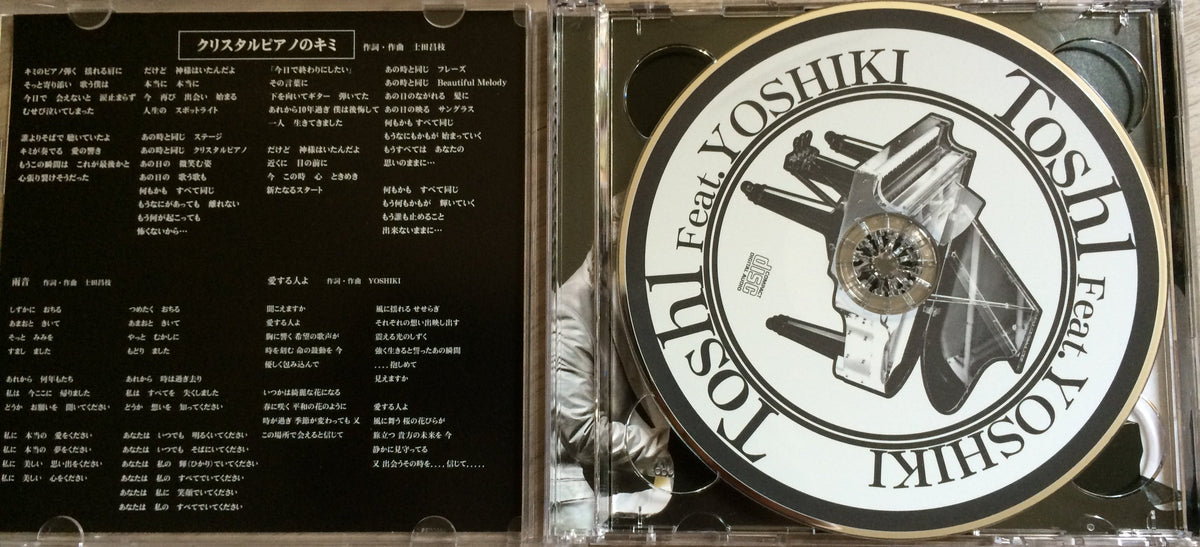 クリスタルピアノのキミ 作詞・作曲 土田昌枝
キミのピアノ弾く 揺れる肩に
そっと寄り添い 歌う僕は
今日で 会えないと 涙止まらず
むせび泣いてしまった
誰よりそばで 聴いていたよ
キミが奏でる 愛の響き
もうこの瞬間は これが最後かと
心張り裂けそうだった
だけど 神様はいたんだよ
本当に 本当に
今 再び 出会い 始まる
人生の スポットライト
あの時と同じ ステージ
あの時と同じ クリスタルピアノ
あの日の 微笑む姿
あの日の 歌う歌も
何もかも すべて同じ
もうなにがあっても 離れない
もう何が起こっても
怖くないから…
「今日で終わりにしたい」
その言葉に
下を向いてギター 弾いてた
あれから10年過ぎ 僕は後悔して
一人 生きてきました
だけど 神様はいたんだよ
近くに 目の前に
今 この時 心 ときめき
新たなるスタート
あの時と同じ フレーズ
あの時と同じ Beautiful Melody
あの日のながれる 髪に
あの日の映る サングラス
何もかも すべて同じ
もうなにもかもが 始まっていく
もうすべては あなたの
思いのままに…
何もかも すべて同じ
もう何もかもが 輝いていく
もう誰も止めること
出来ないままに…
雨音 作詞・作曲 土田昌枝
しずかに おちる
あまおと きいて
そっと みみを
すまし ました
あれから 何年もたち
私は 今ここに 帰りました
どうか お願いを 聞いてください
私に 本当の 愛をください
私に 本当の 夢をください
私に 美しい 思い出をください
私に 美しい 心をください
つめたく おちる
あまおと きいて
やっと むかしに
もどり ました
あれから 時は過ぎ去り
私は すべてを 失くしました
どうか 想いを 知ってください
あなたは いつでも 明るくいてください
あなたは いつでも そばにいてください
あなたは 私の 輝(ひかり)でいてください
あなたは 私の すべてでいてください
あなたは 私に 笑顔でいてください
あなたは 私の すべてでいてください
愛する人よ 作詞・作曲 YOSHIKI
聞こえますか
愛する人よ
胸に響く 希望の歌声が
時を刻む 命の鼓動を 今
優しく包み込んで
いつかは綺麗な花になる
春に咲く 平和の花のように
時が過ぎ 季節が変わっても 又
この場所で会えると信じて
風に揺れる せせらぎ
それぞれの想い出映し出す
震える光のしずく
強く生きると誓ったあの瞬間
....抱しめて
見えますか
愛する人よ
風に舞う 桜の花びらが
旅立つ 貴方の未来を 今
静かに見守ってる
又 出会うその時を....信じて.....
Toshl Feat. YOSHIKI
Toshl Feat. YOSHIKI
COMPACT
disc
DIGITAL AUDIO